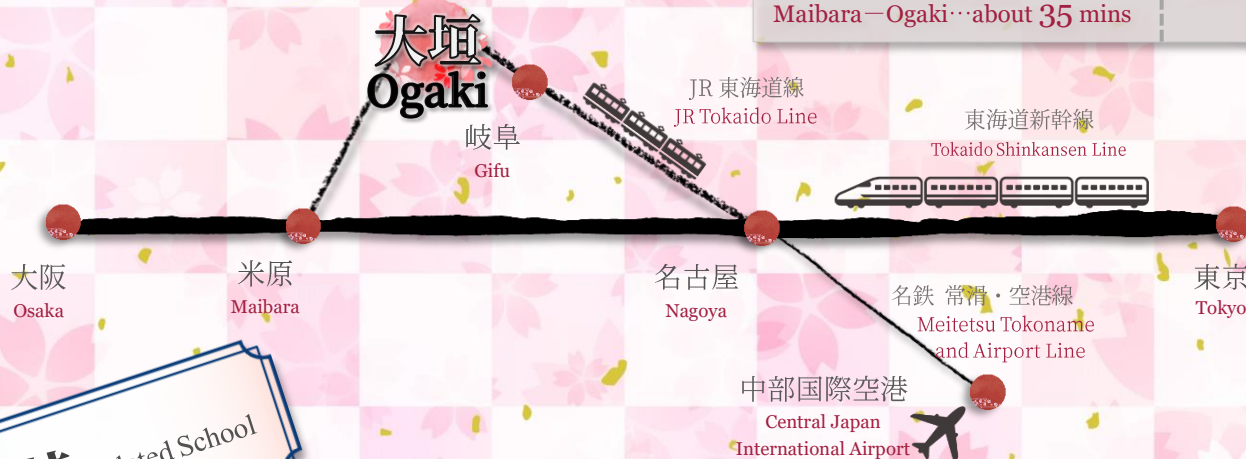 Maibara－Ogaki…about 35 mins
大垣
Ogaki
岐阜
Gifu
JR 東海道線
JR Tokaido Line
東海道新幹線
Tokaido Shinkansen Line
大阪
Osaka
米原
Maibara
名古屋
Nagoya
東京
Tokyo
名鉄 常滑・空港線
Meitetsu Tokoname
and Airport Line
中部国際空港
Central Japan
International Airport
School